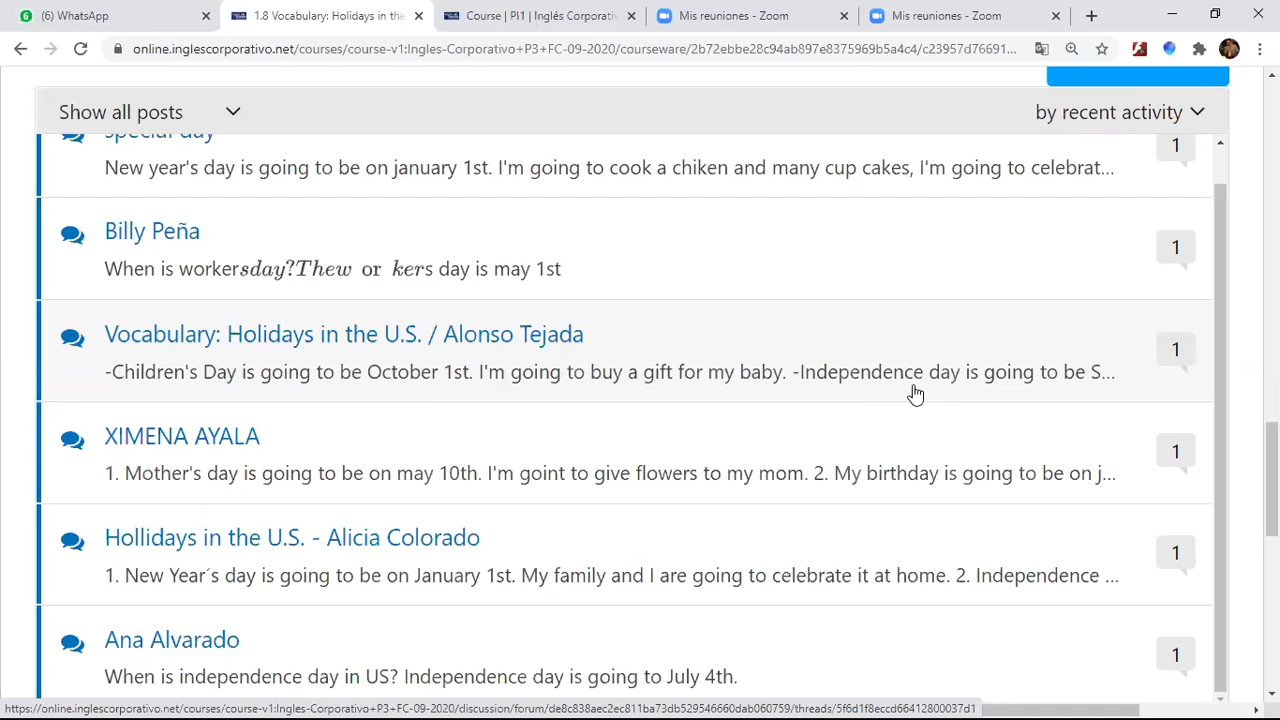 6 WhatsApp
1.8 Vocabulary: Holidays in the
Course | PI1 | Inglés Corporativ
Mis reuniones - Zoom
Mis reuniones - Zoom
online.inglescorporativo.net/courses/course-v1:Ingles-Corporativo+P3+FC-09-2020/courseware/2b72ebbe28c94ab897e8375969b5a4c4/c23957d76691...
Show all posts
by recent activity
special day
New year's day is going to be on january 1st. I'm going to cook a chiken and many cup cakes, I'm going to celebrat...
1
Billy Peña
When is workersday?Thew or kers day is may 1st
1
Vocabulary: Holidays in the U.S. / Alonso Tejada
-Children's Day is going to be October 1st. I'm going to buy a gift for my baby. -Independence day is going to be S...
1
XIMENA AYALA
1. Mother's day is going to be on may 10th. I'm goint to give flowers to my mom. 2. My birthday is going to be on j...
1
Hollidays in the U.S. - Alicia Colorado
1. New Year´s day is going to be on January 1st. My family and I are going to celebrate it at home. 2. Independence ...
1
Ana Alvarado
When is independence day in US? Independence day is going to July 4th.
1
https://online.inglescorporativo.net/courses/course-v1:Ingles-Corporativo+P3+FC-09-2020/discussion/forum/de8c838aec2ec811ba73db529546660dab060759/threads/5f6d1f8eccd66412800037d1